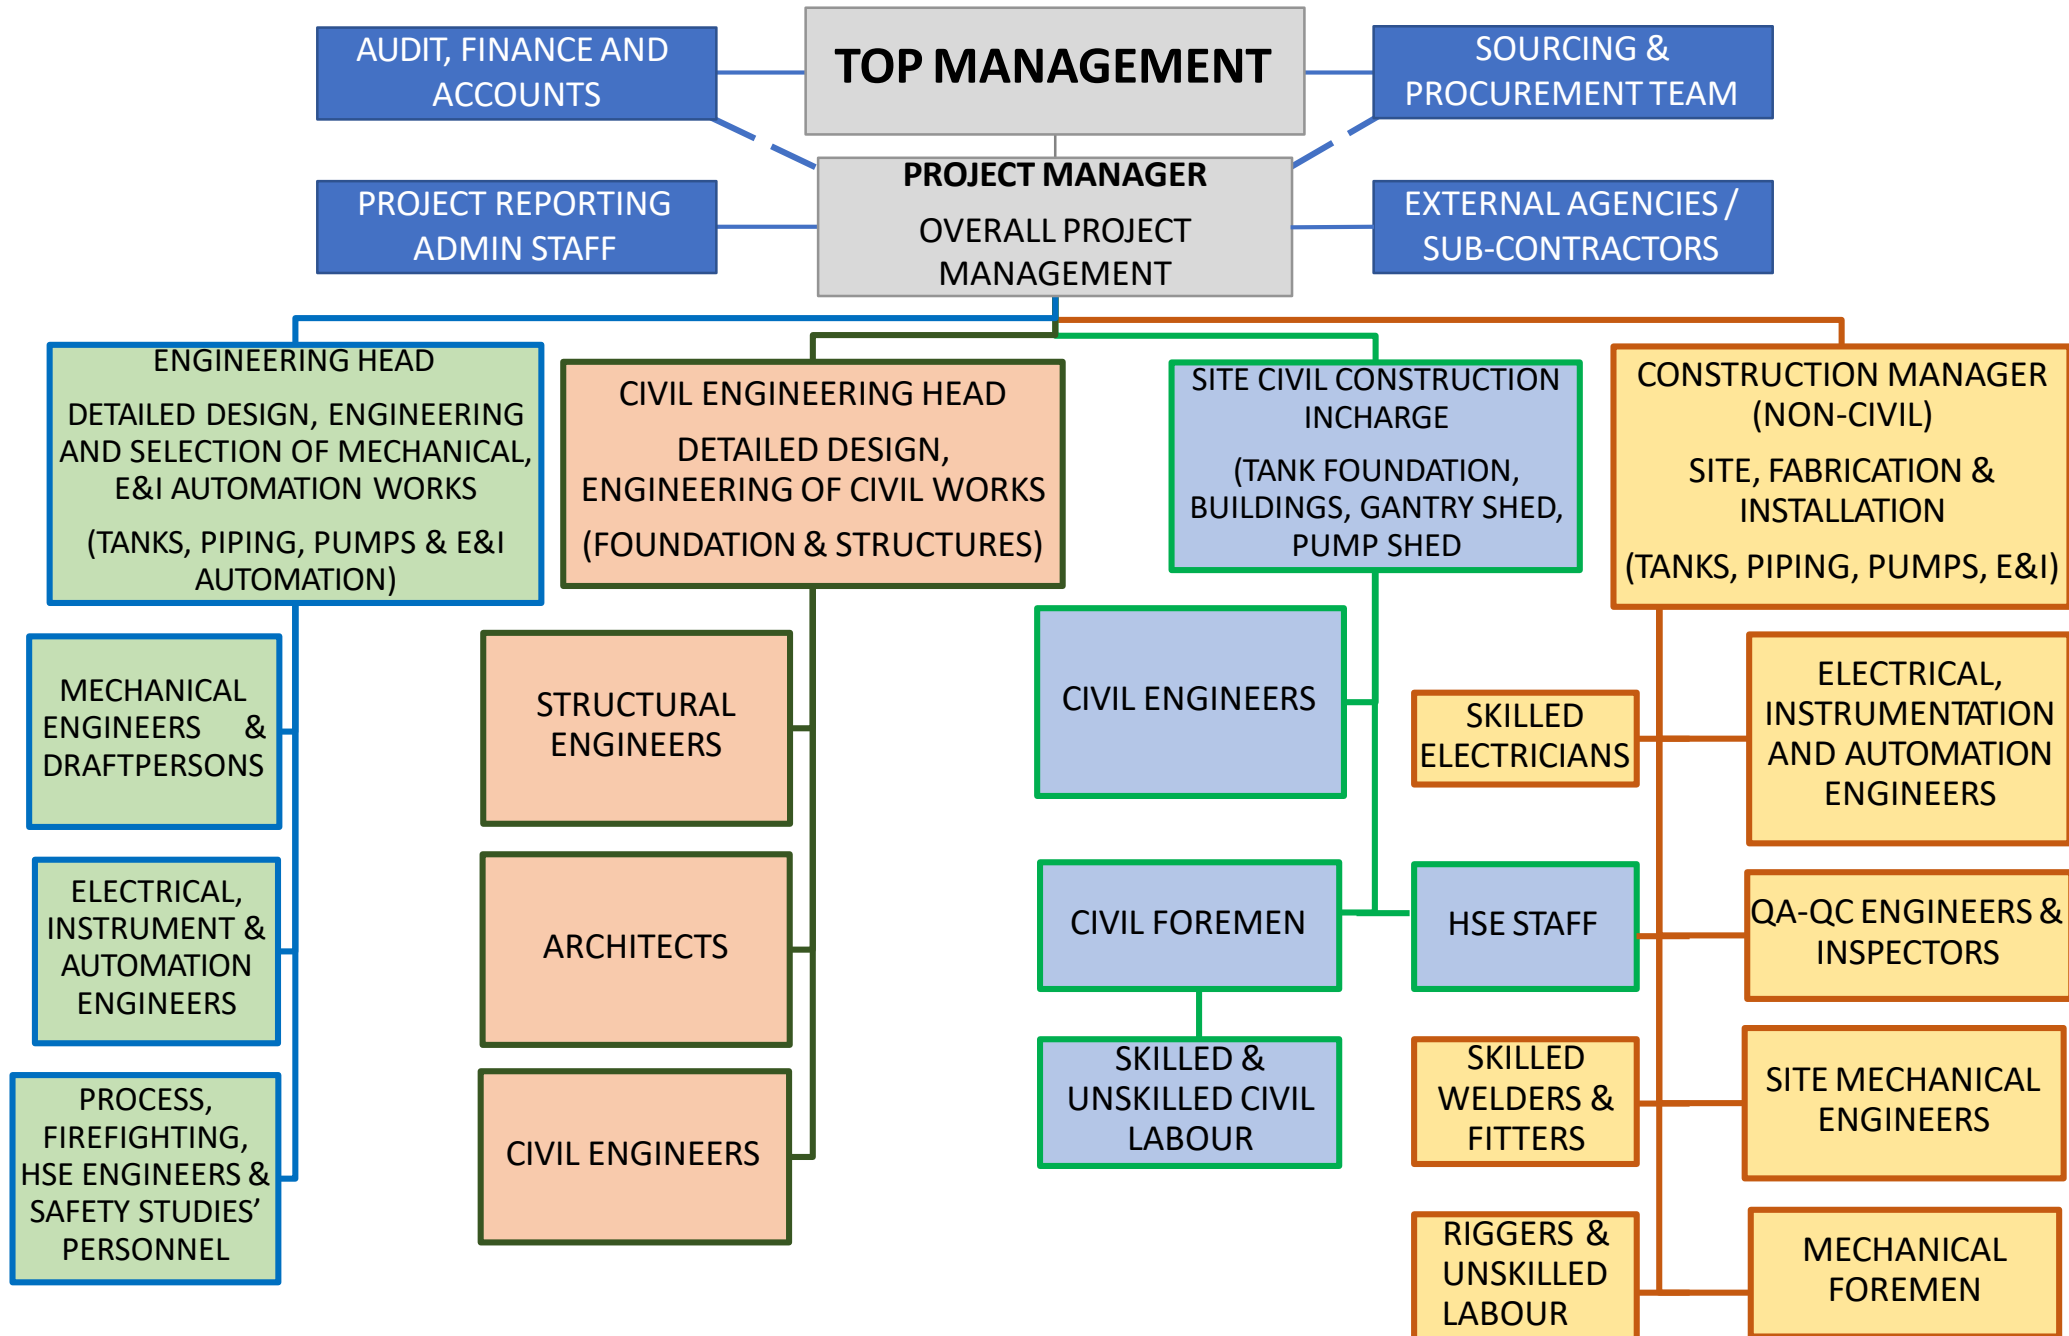 AUDIT, FINANCE AND
ACCOUNTS
TOP MANAGEMENT
SOURCING &
PROCUREMENT TEAM
PROJECT REPORTING
ADMIN STAFF
PROJECT MANAGER
OVERALL PROJECT
MANAGEMENT
EXTERNAL AGENCIES /
SUB-CONTRACTORS
ENGINEERING HEAD
DETAILED DESIGN, ENGINEERING
AND SELECTION OF MECHANICAL,
E&I AUTOMATION WORKS
(TANKS, PIPING, PUMPS & E&I
AUTOMATION)
CIVIL ENGINEERING HEAD
DETAILED DESIGN,
ENGINEERING OF CIVIL WORKS
(FOUNDATION & STRUCTURES)
SITE CIVIL CONSTRUCTION
INCHARGE
(TANK FOUNDATION,
BUILDINGS, GANTRY SHED,
PUMP SHED
CONSTRUCTION MANAGER
(NON-CIVIL)
SITE, FABRICATION &
INSTALLATION
(TANKS, PIPING, PUMPS, E&I)
MECHANICAL
ENGINEERS &
DRAFTPERSONS
ELECTRICAL,
INSTRUMENT &
AUTOMATION
ENGINEERS
PROCESS,
FIREFIGHTING,
HSE ENGINEERS &
SAFETY STUDIES’
PERSONNEL
STRUCTURAL
ENGINEERS
ARCHITECTS
CIVIL ENGINEERS
CIVIL ENGINEERS
CIVIL FOREMEN
HSE STAFF
SKILLED &
UNSKILLED CIVIL
LABOUR
SKILLED
ELECTRICIANS
ELECTRICAL,
INSTRUMENTATION
AND AUTOMATION
ENGINEERS
QA-QC ENGINEERS &
INSPECTORS
SKILLED
WELDERS &
FITTERS
SITE MECHANICAL
ENGINEERS
RIGGERS &
UNSKILLED
LABOUR
MECHANICAL
FOREMEN